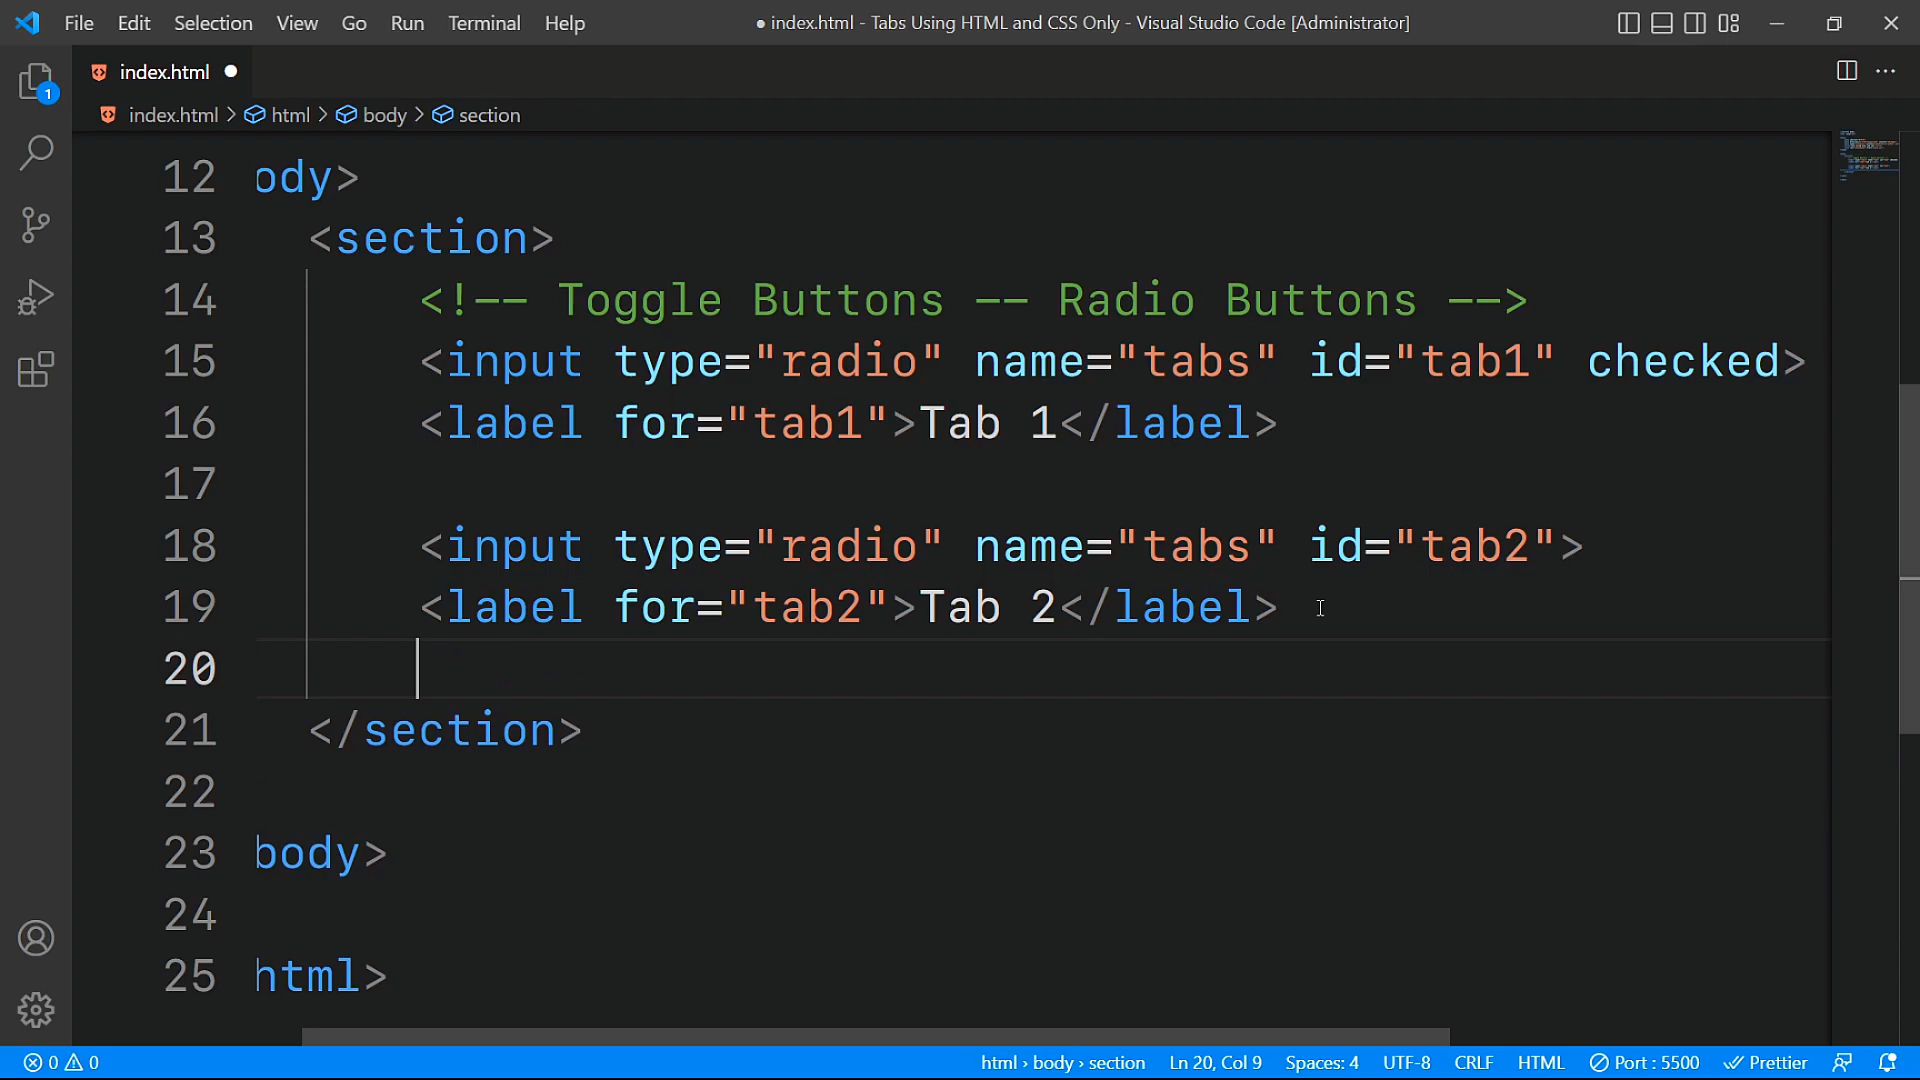 File Edit Selection View Go Run Terminal Help ● index.html - Tabs Using HTML and CSS Only - Visual Studio Code [Administrator]
index.html ●
1
index.html > html > body > section
12 ody>
13 <section>
14 <!-- Toggle Buttons -- Radio Buttons -->
15 <input type="radio" name="tabs" id="tab1" checked>
16 <label for="tab1">Tab 1</label>
17
18 <input type="radio" name="tabs" id="tab2">
19 <label for="tab2">Tab 2</label>
20
21 </section>
22
23 body>
24
25 html>
0 0 html › body › section Ln 20, Col 9 Spaces: 4 UTF-8 CRLF HTML Port : 5500 Prettier